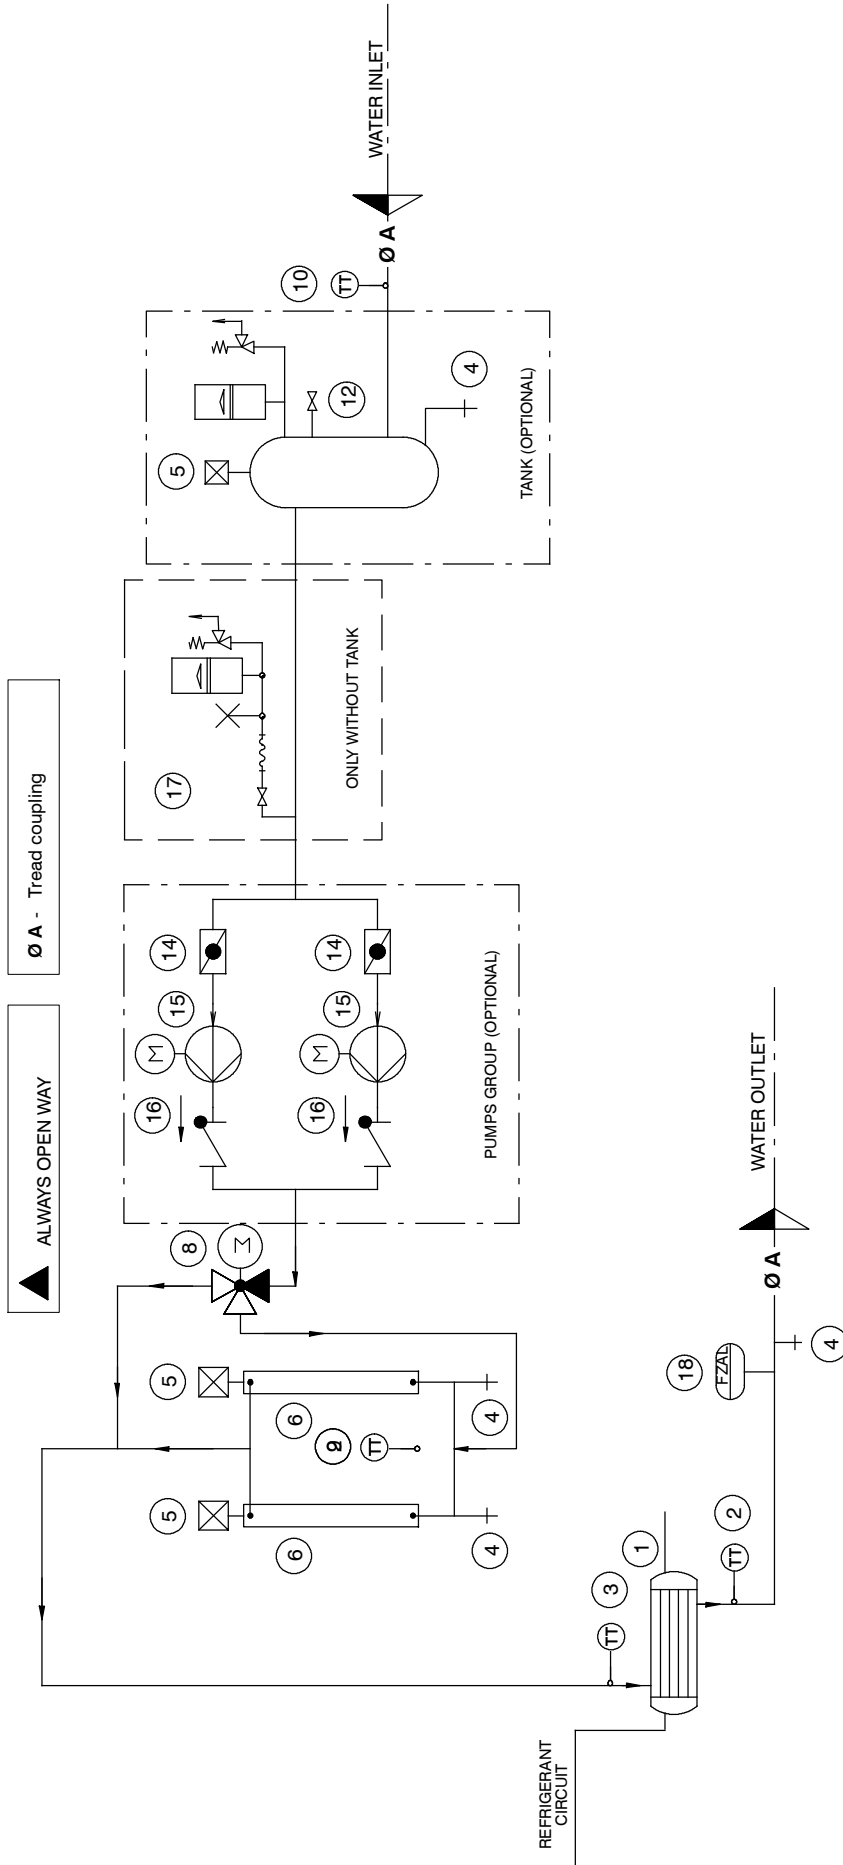 ALWAYS OPEN WAY
Ø A - Tread coupling
5
5
6
6
TT
4
4
8
M
16
M
15
14
16
M
15
14
PUMPS GROUP (OPTIONAL)
17
ONLY WITHOUT TANK
5
12
4
TANK (OPTIONAL)
10
TT
Ø A
WATER INLET
REFRIGERANT
CIRCUIT
TT
3
1
TT
2
18
FZAL
4
Ø A
WATER OUTLET